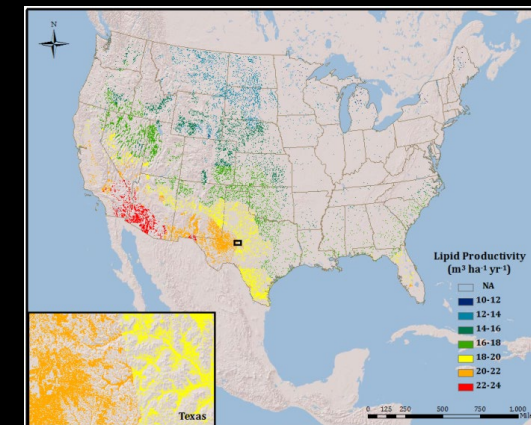 N
Lipid Productivity
(m³ ha⁻¹ yr⁻¹)
NA
10-12
12-14
14-16
16-18
18-20
20-22
22-24
Texas
0 125 250 500 750 1,000